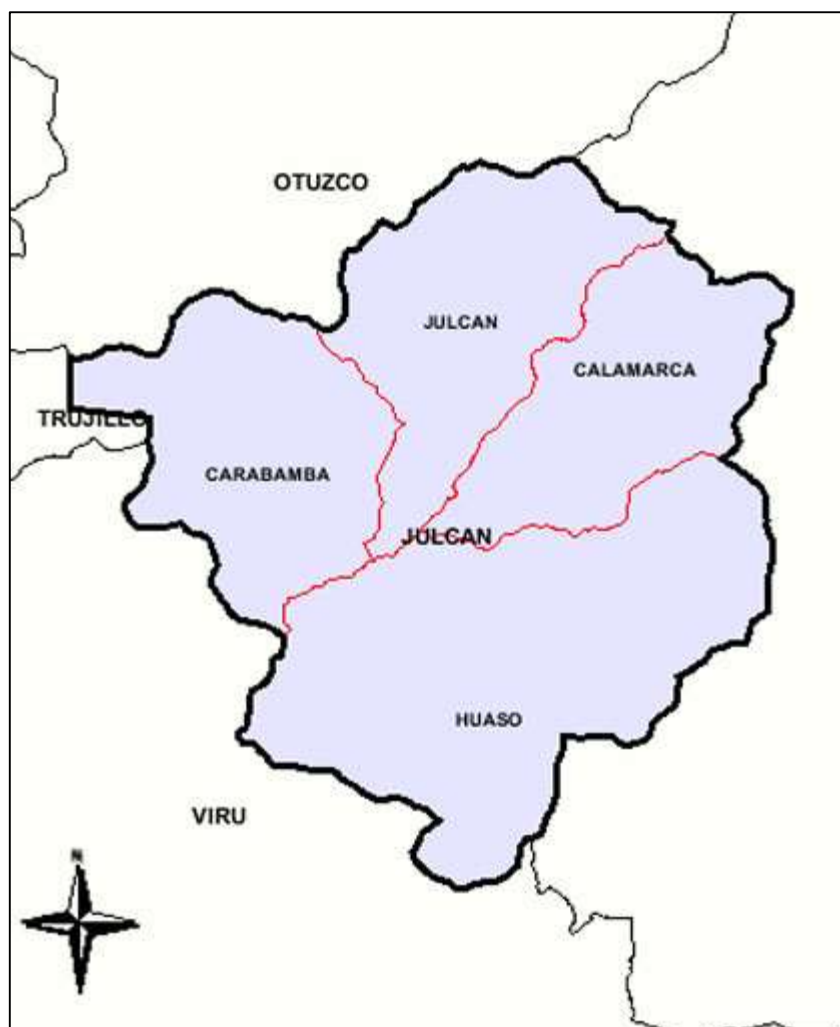 OTUZCO
JULCAN
CALAMARCA
TRUJILLO
CARABAMBA
JULCAN
HUASO
VIRU
N